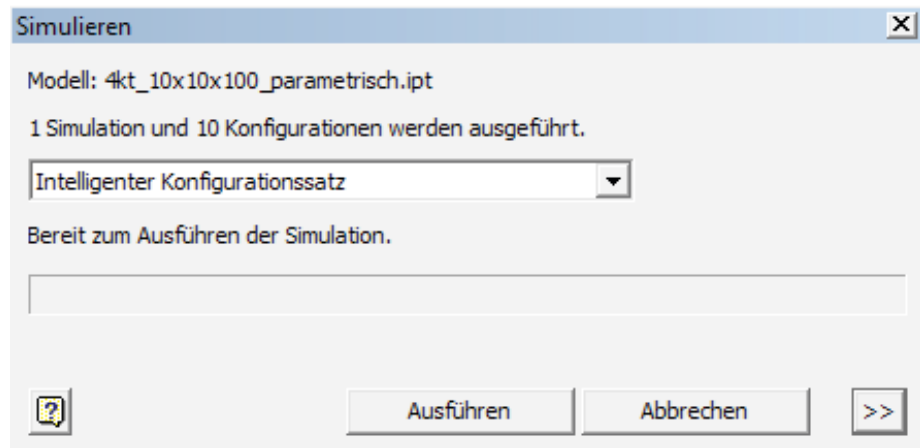 Simulieren
Modell: 4kt_10x10x100_parametrisch.ipt
1 Simulation und 10 Konfigurationen werden ausgeführt.
Intelligenter Konfigurationssatz
Bereit zum Ausführen der Simulation.
? Ausführen Abbrechen >>